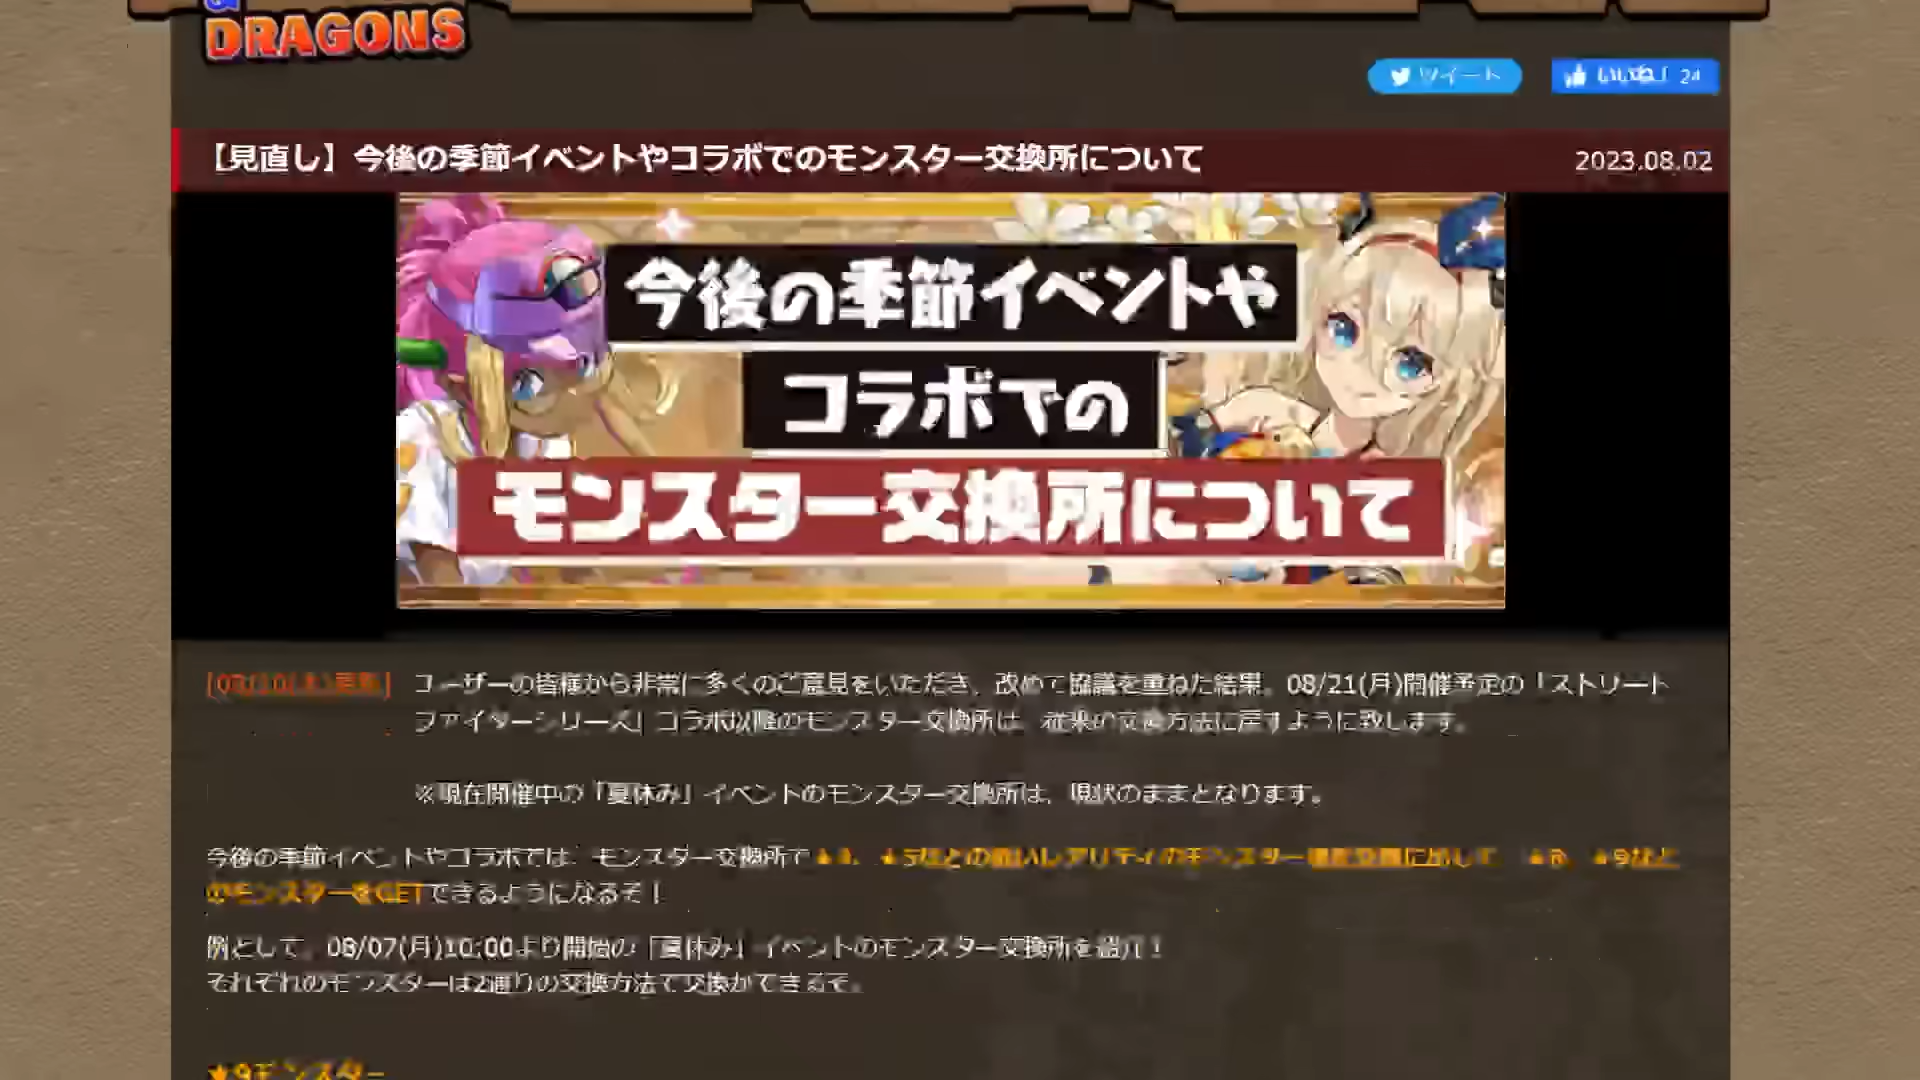 DRAGONS
ツイート
いいね！ 24
【見直し】今後の季節イベントやコラボでのモンスター交換所について
2023.08.02
今後の季節イベントや
コラボでの
モンスター交換所について
ユーザーの皆様から非常に多くのご意見をいただき、改めて協議を重ねた結果、08/21(月)開催予定の「ストリート
ファイターシリーズ」コラボ以降のモンスター交換所は、従来の交換方法に戻すように致します。
※現在開催中の「夏休み」イベントのモンスター交換所は、現状のままとなります。
今後の季節イベントやコラボでは、モンスター交換所で
のモンスターをGETできるようになるぞ！
例として、08/07(月)10:00より開始の「夏休み」イベントのモンスター交換所を紹介！
それぞれのモンスターは2通りの交換方法で交換ができるぞ。
★9モンスター